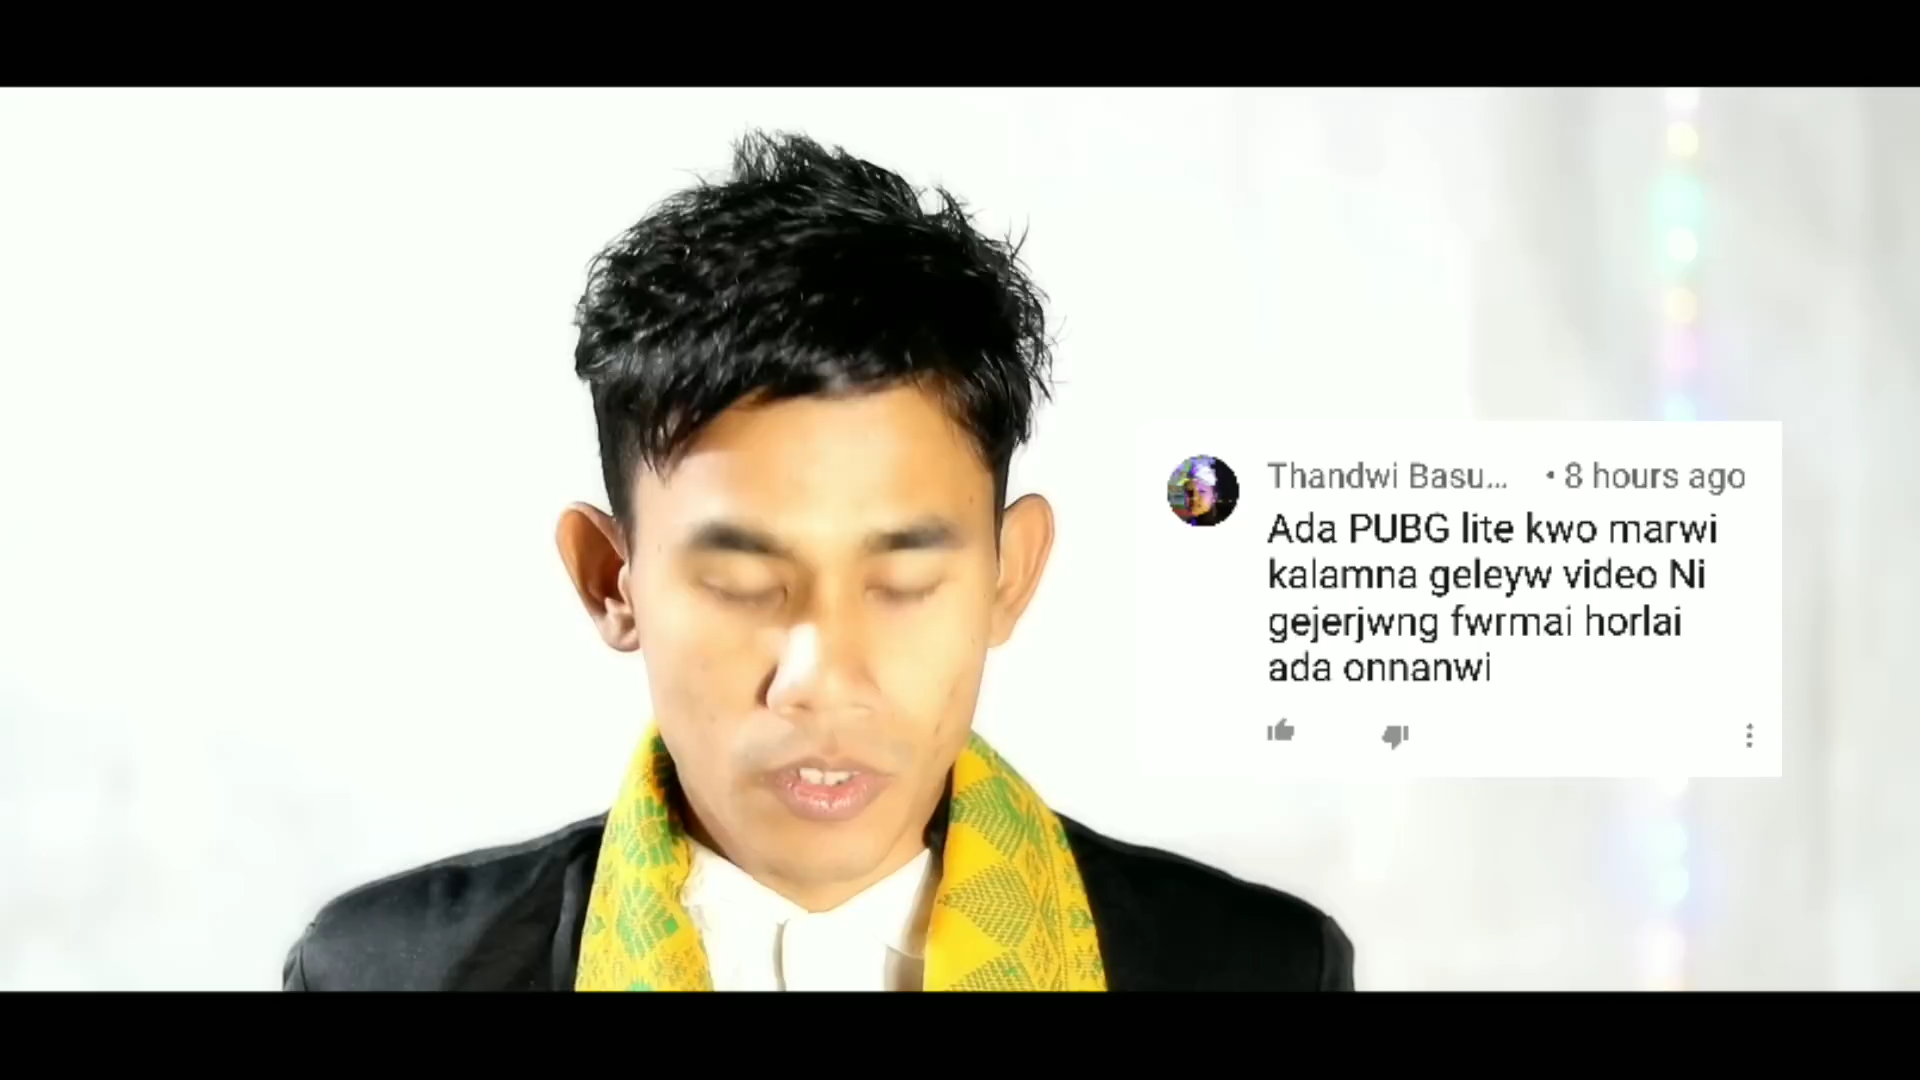 Thandwi Basu... • 8 hours ago
Ada PUBG lite kwo marwi
kalamna geleyw video Ni
gejerjwng fwrmai horlai
ada onnanwi